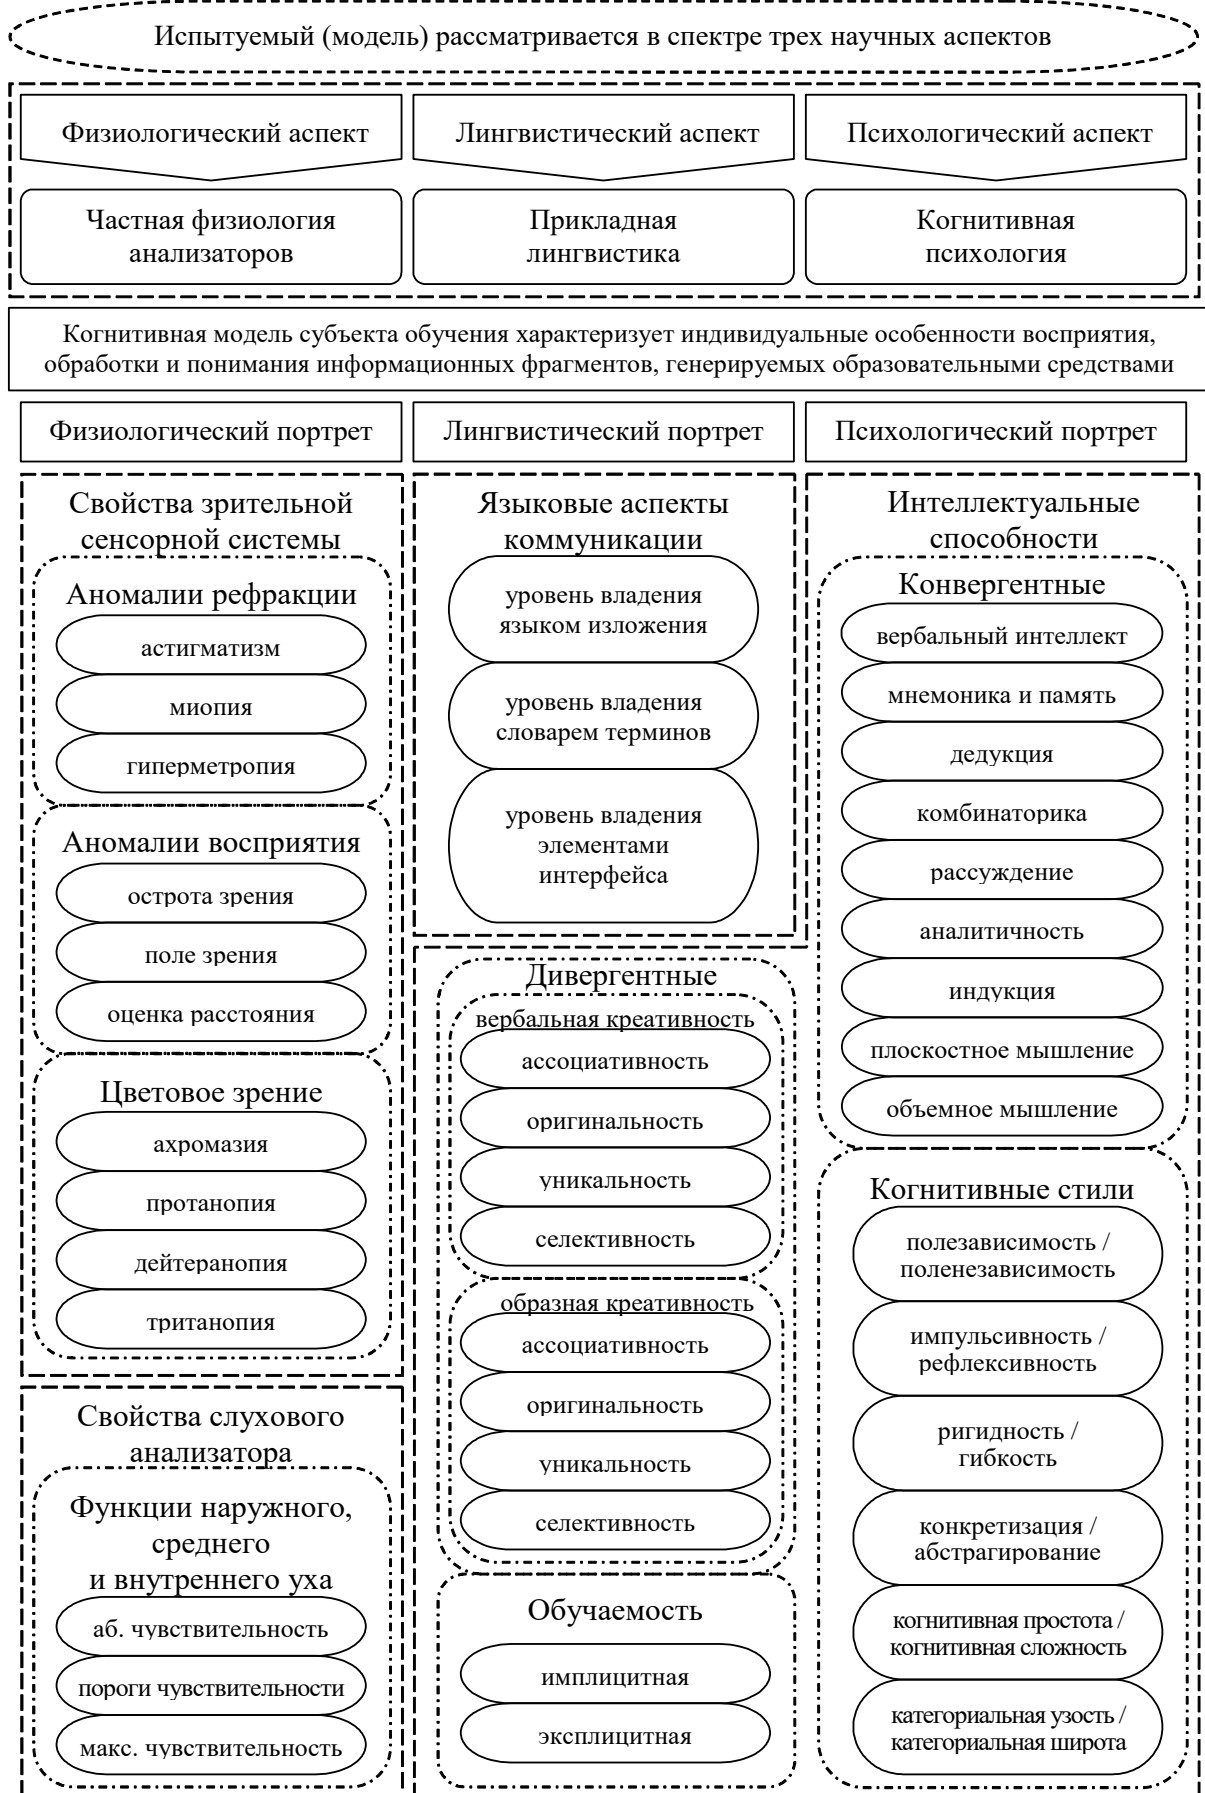 Испытуемый (модель) рассматривается в спектре трех научных аспектов
Физиологический аспект
Лингвистический аспект
Психологический аспект
Частная физиология
анализаторов
Прикладная
лингвистика
Когнитивная
психология
Когнитивная модель субъекта обучения характеризует индивидуальные особенности восприятия,
обработки и понимания информационных фрагментов, генерируемых образовательными средствами
Физиологический портрет
Лингвистический портрет
Психологический портрет
Свойства зрительной
сенсорной системы
Аномалии рефракции
астигматизм
миопия
гиперметропия
Аномалии восприятия
острота зрения
поле зрения
оценка расстояния
Цветовое зрение
ахромазия
протанопия
дейтеранопия
тританопия
Свойства слухового
анализатора
Функции наружного,
среднего
и внутреннего уха
аб. чувствительность
пороги чувствительности
макс. чувствительность
Языковые аспекты
коммуникации
уровень владения
языком изложения
уровень владения
словарем терминов
уровень владения
элементами
интерфейса
Интеллектуальные
способности
Конвергентные
вербальный интеллект
мнемоника и память
дедукция
комбинаторика
рассуждение
аналитичность
индукция
плоскостное мышление
объемное мышление
Дивергентные
вербальная креативность
ассоциативность
оригинальность
уникальность
селективность
образная креативность
ассоциативность
оригинальность
уникальность
селективность
Обучаемость
имплицитная
эксплицитная
Когнитивные стили
полезависимость /
поленезависимость
импульсивность /
рефлексивность
ригидность /
гибкость
конкретизация /
абстрагирование
когнитивная простота /
когнитивная сложность
категориальная узость /
категориальная широта